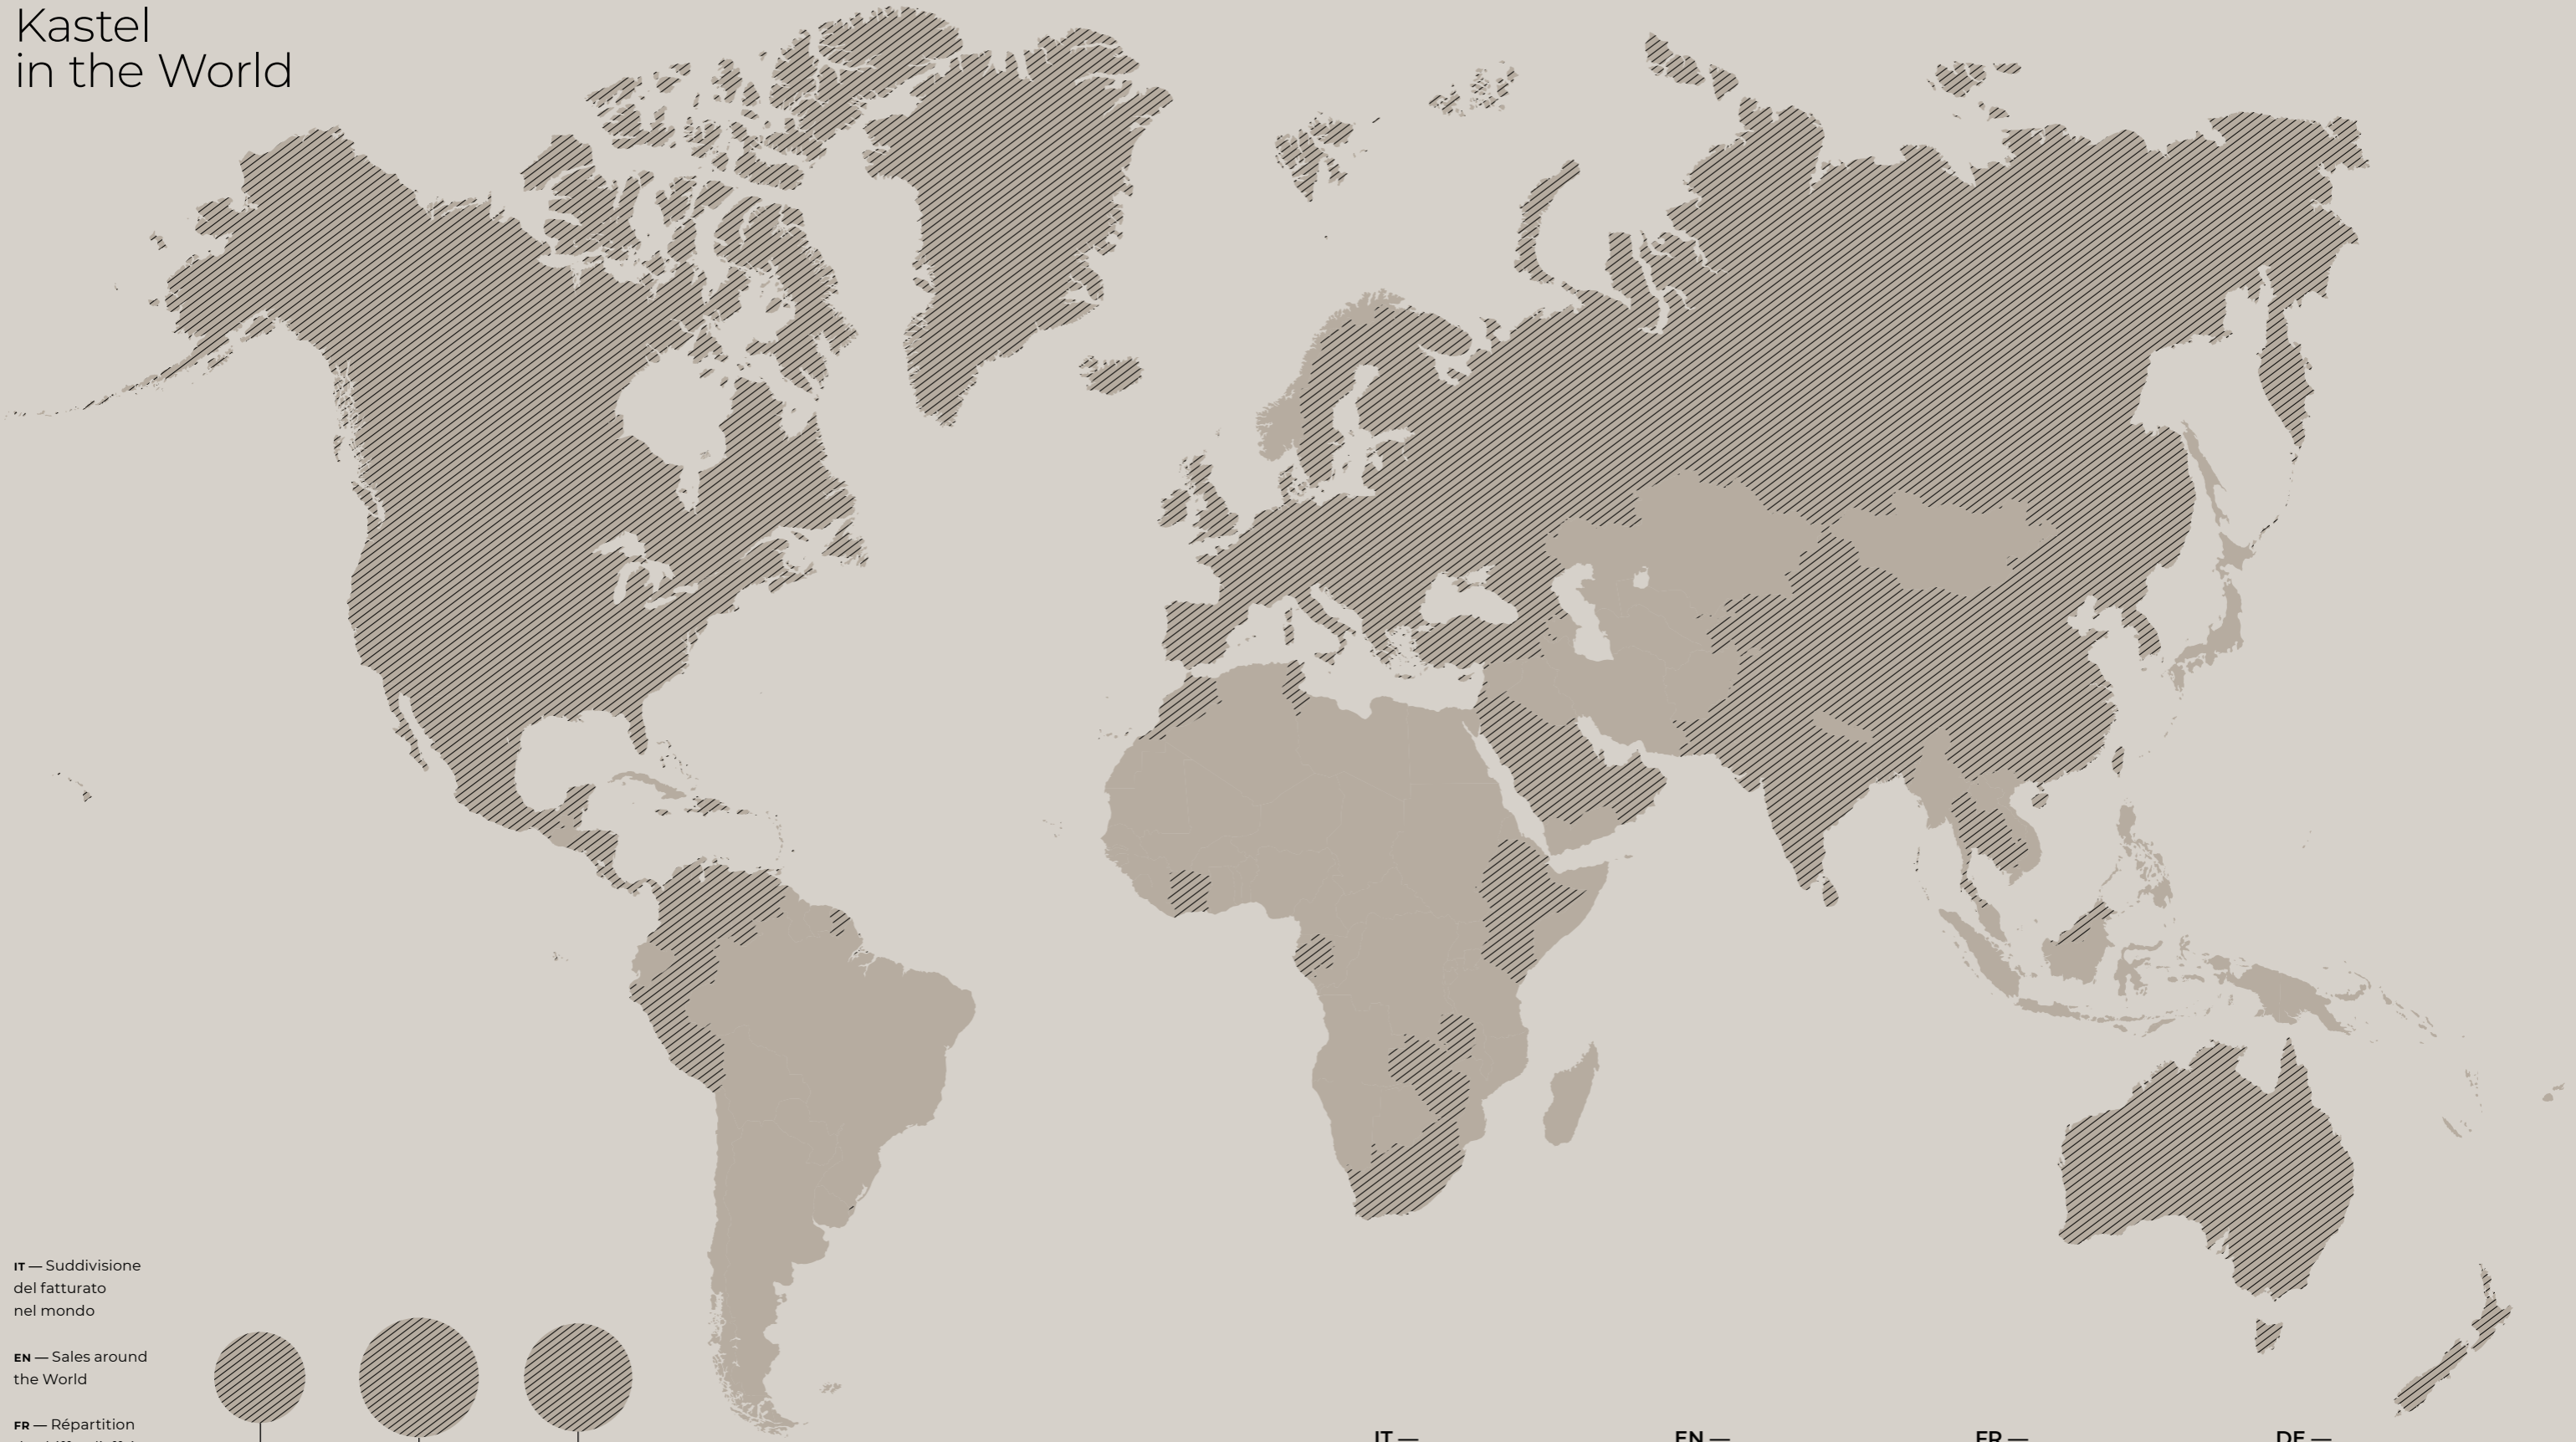 Kastel
in the World
IT — Suddivisione
del fatturato
nel mondo
EN — Sales around
the World
FR — Répartition
IT —
EN —
FR —
DE —